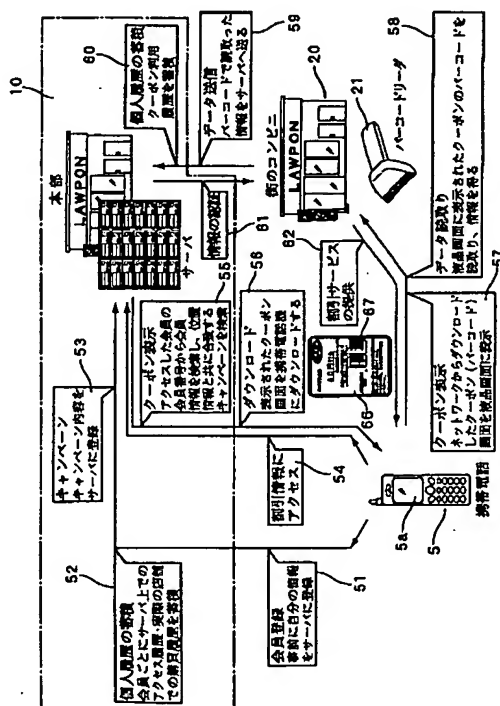 10
本部
LAWPON
サーバ
60
個人履歴の蓄積
クーポン利用
履歴を蓄積
59
データ送信
バーコードで読取った
情報をサーバへ送る
61
情報の認証
53
キャンペーン
キャンペーン内容を
サーバに登録
52
個人履歴の蓄積
会員ごとにサーバ上での
アクセス履歴・実際の店舗
での購買履歴を蓄積
55
クーポン表示
アクセスした会員の
会員番号から会員
情報を検索し、位置
情報と共に合致する
キャンペーンを検索
56
ダウンロード
表示されたクーポン
画面を携帯電話機
にダウンロードする
54
割引情報に
アクセス
51
会員登録
事前に自分の情報
をサーバに登録
20
街のコンビニ
LAWPON
21
バーコードリーダ
62
割引サービス
の提供
66
67
58
データ読取り
液晶画面に表示されたクーポンのバーコードを
読取り、情報を得る
57
クーポン表示
ネットワークからダウンロード
したクーポン(バーコード)
画面を液晶画面に表示
5a
5
携帯電話